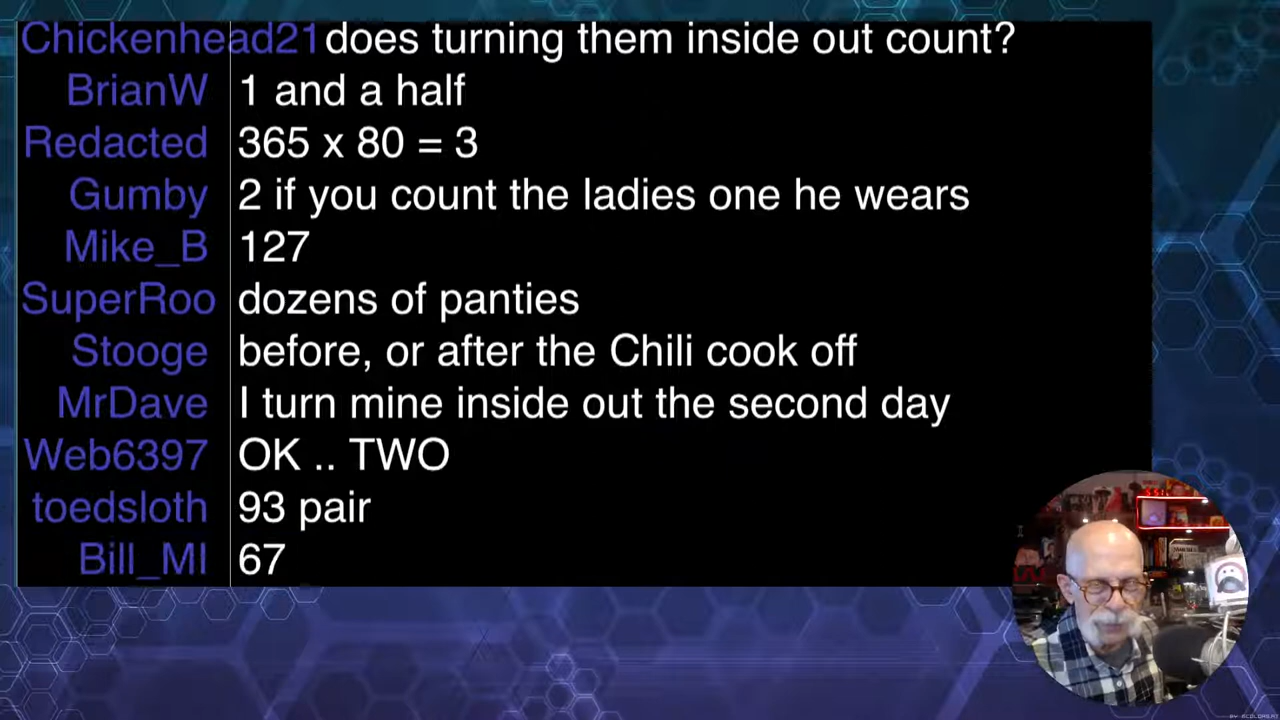 Chickenhead21 does turning them inside out count?
BrianW 1 and a half
Redacted 365 x 80 = 3
Gumby 2 if you count the ladies one he wears
Mike_B 127
SuperRoo dozens of panties
Stooge before, or after the Chili cook off
MrDave I turn mine inside out the second day
Web6397 OK .. TWO
toedsloth 93 pair
Bill_MI 67